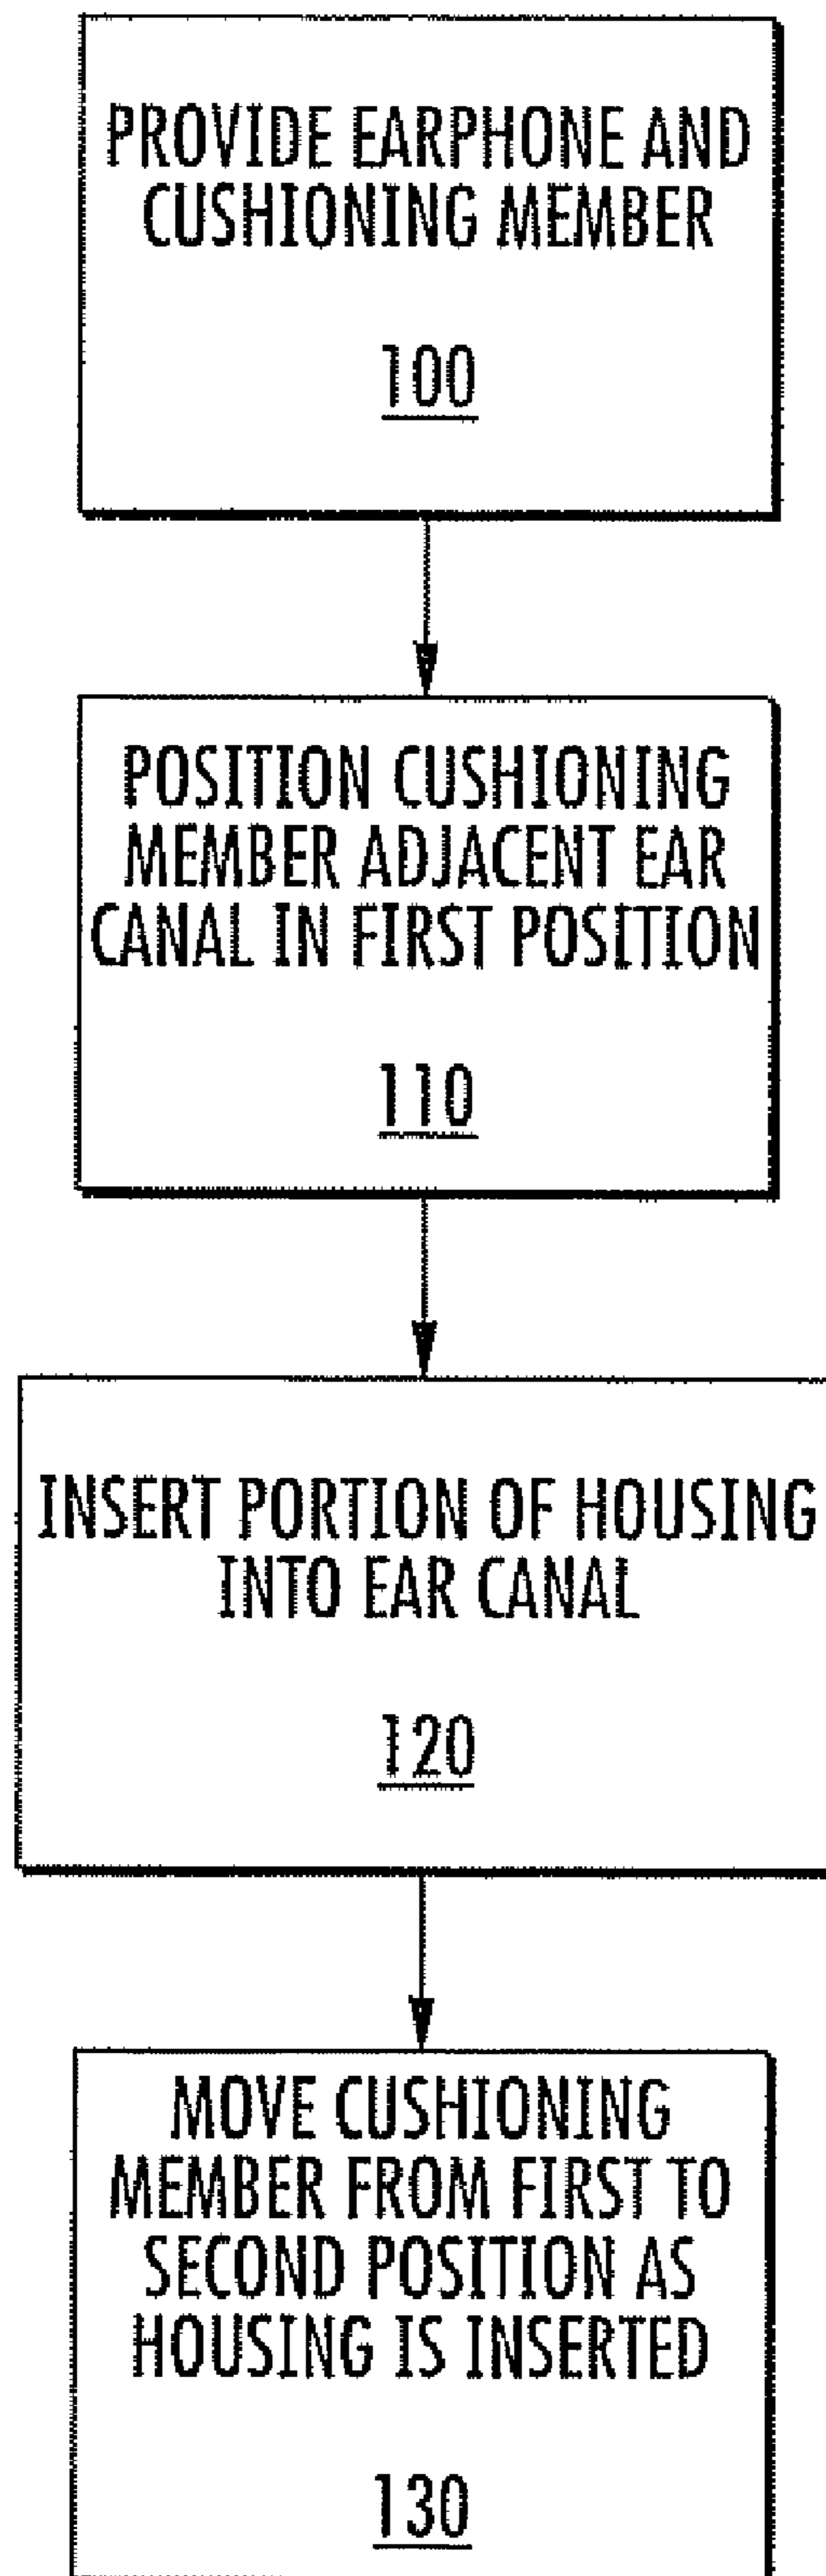 PROVIDE EARPHONE AND
CUSHIONING MEMBER
100
POSITION CUSHIONING
MEMBER ADJACENT EAR
CANAL IN FIRST POSITION
110
INSERT PORTION OF HOUSING
INTO EAR CANAL
120
MOVE CUSHIONING
MEMBER FROM FIRST TO
SECOND POSITION AS
HOUSING IS INSERTED
130